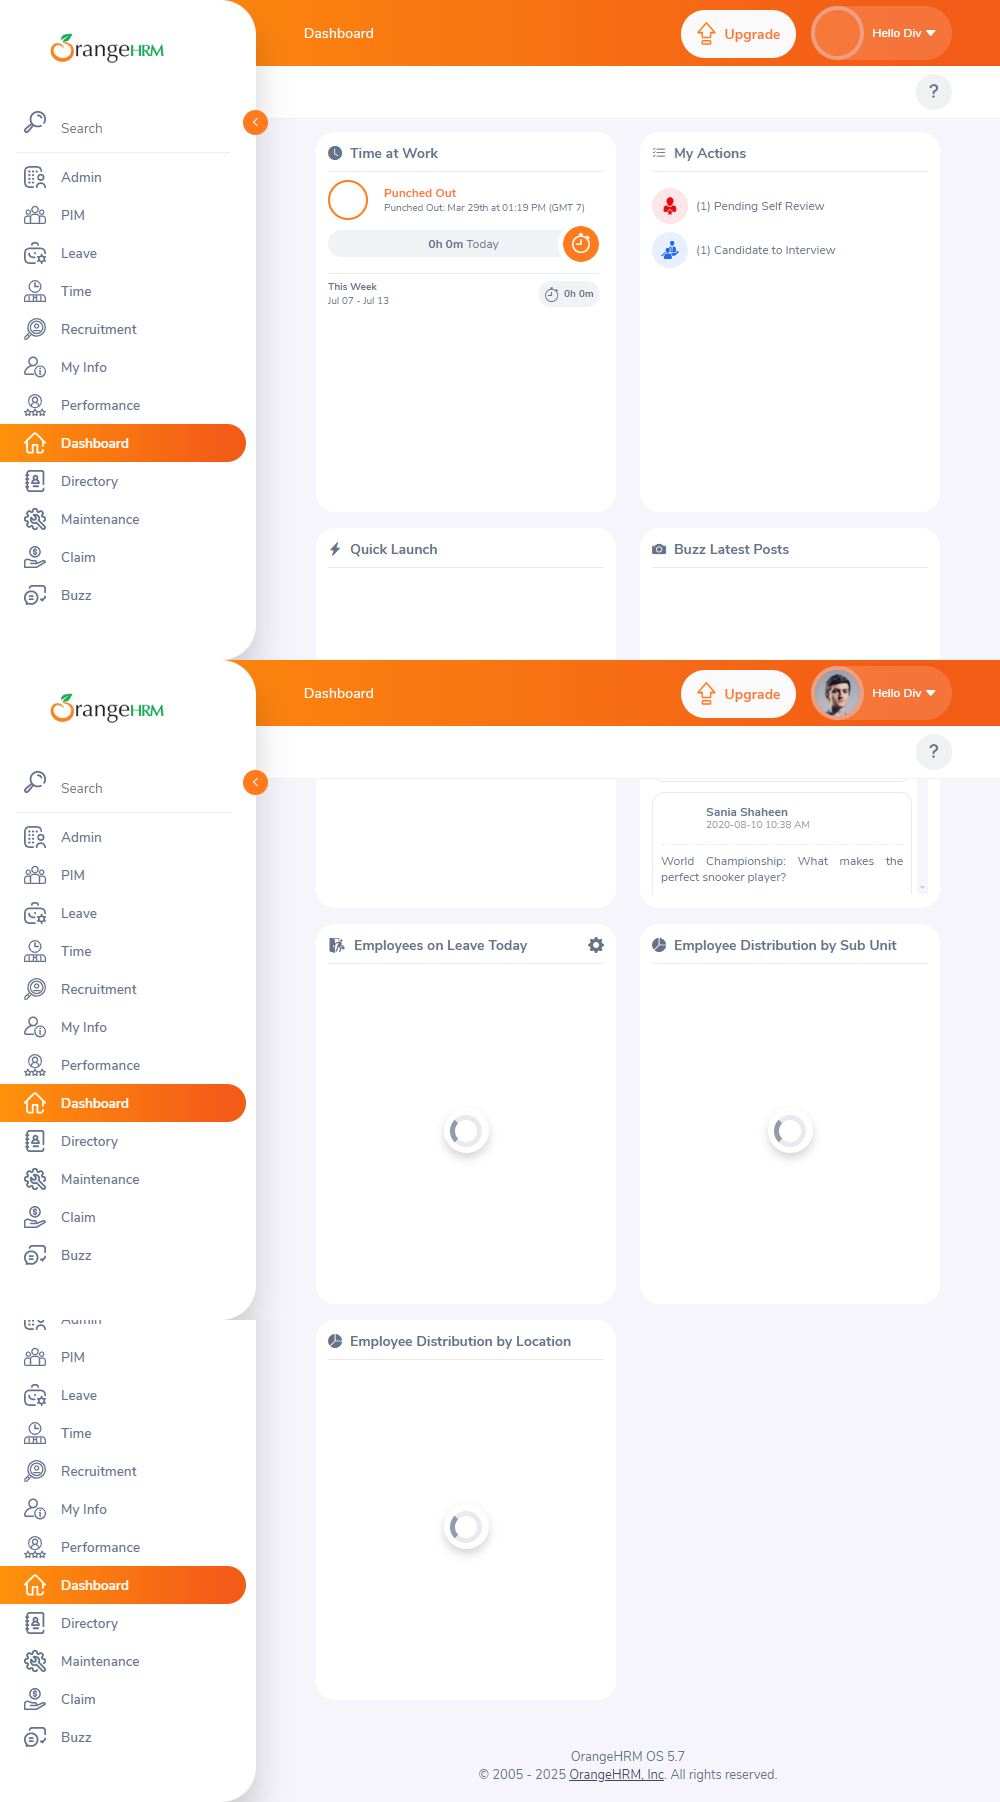 OrangeHRM
Search
Admin
PIM
Leave
Time
Recruitment
My Info
Performance
Dashboard
Directory
Maintenance
Claim
Buzz
Dashboard
Upgrade
Hello Div
?
Time at Work
Punched Out
Punched Out: Mar 29th at 01:19 PM (GMT 7)
0h 0m Today
This Week
Jul 07 - Jul 13
0h 0m
My Actions
(1) Pending Self Review
(1) Candidate to Interview
Quick Launch
Buzz Latest Posts
OrangeHRM
Search
Admin
PIM
Leave
Time
Recruitment
My Info
Performance
Dashboard
Directory
Maintenance
Claim
Buzz
Dashboard
Upgrade
Hello Div
?
Sania Shaheen
2020-08-10 10:38 AM
World Championship: What makes the
perfect snooker player?
Employees on Leave Today
Employee Distribution by Sub Unit
Admin
PIM
Leave
Time
Recruitment
My Info
Performance
Dashboard
Directory
Maintenance
Claim
Buzz
Employee Distribution by Location
OrangeHRM OS 5.7
© 2005 - 2025 OrangeHRM, Inc. All rights reserved.